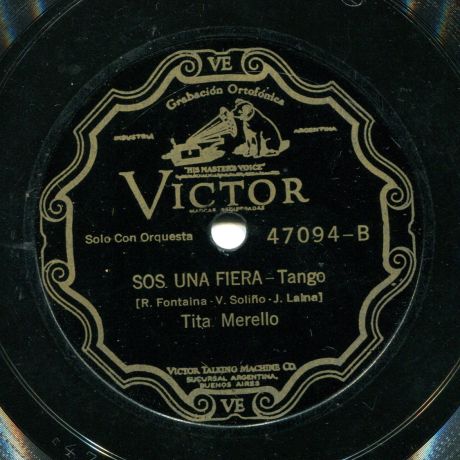 VE
Grabación Ortofónica
INDUSTRIA ARGENTINA
"HIS MASTER'S VOICE"
VICTOR
MARCAS REGISTRADAS
Solo Con Orquesta 47094-B
SOS UNA FIERA-Tango
[R. Fontaina - V. Soliño - J. Laina]
Tita Merello
VICTOR TALKING MACHINE CO.
SUCURSAL ARGENTINA,
BUENOS AIRES
VE